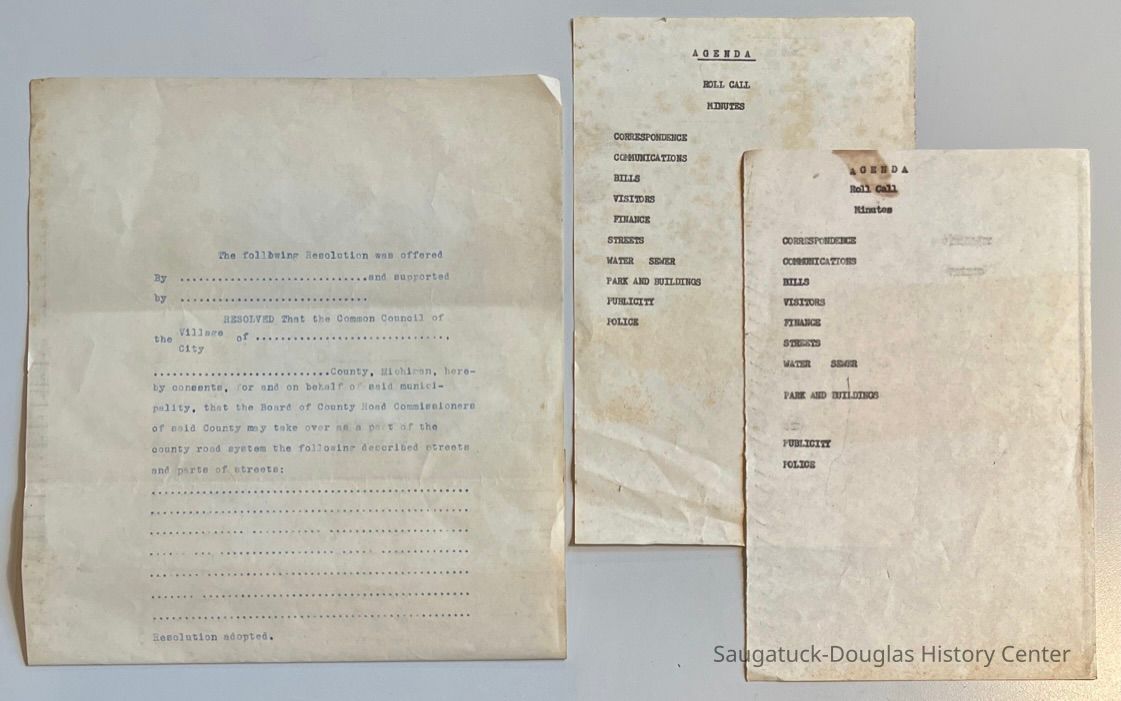 The following Resolution was offered
By ..............................and supported
by ..............................
RESOLVED That the Common Council of
the Village of ..............................,
City
............................County, Michigan, here-
by consents, for and on behalf of said munici-
pality, that the Board of County Road Commissioners
of said County may take over as a part of the
county road system the following described streets
and parts of streets:
..................................................
..................................................
..................................................
..................................................
..................................................
..................................................
..................................................
Resolution adopted.
AGENDA
ROLL CALL
MINUTES
CORRESPONDENCE
COMMUNICATIONS
BILLS
VISITORS
FINANCE
STREETS
WATER SEWER
PARK AND BUILDINGS
PUBLICITY
POLICE
AGENDA
Roll Call
Minutes
CORRESPONDENCE
COMMUNICATIONS
BILLS
VISITORS
FINANCE
STREETS
WATER SEWER
PARK AND BUILDINGS
PUBLICITY
POLICE
Saugatuck-Douglas History Center